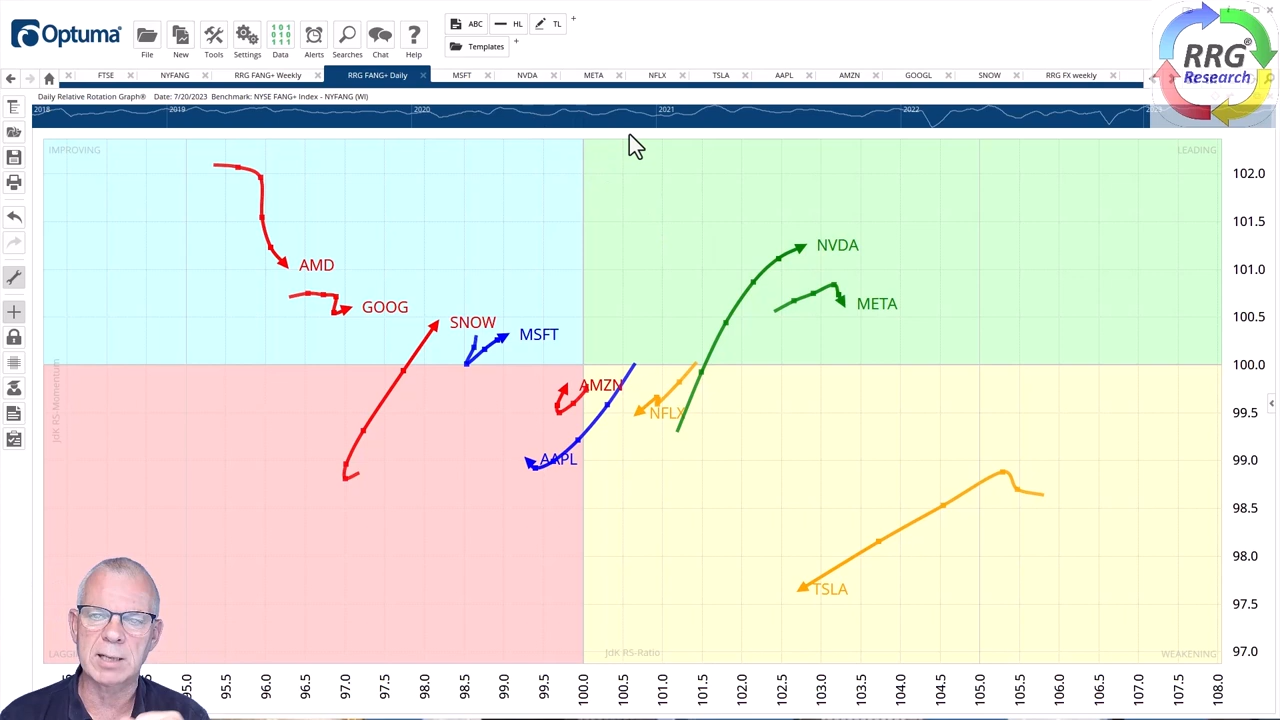 Optuma
File
New
Tools
Settings
Data
Alerts
Searches
Chat
Help
ABC
HL
TL
Templates
RRG®
Research
FTSE
NYFANG
RRG FANG+ Weekly
RRG FANG+ Daily
MSFT
NVDA
META
NFLX
TSLA
AAPL
AMZN
GOOGL
SNOW
RRG FX weekly
Daily Relative Rotation Graph® Date: 7/20/2023 Benchmark: NYSE FANG+ Index - NYFANG (WI)
2018
2019
2020
2021
2022
IMPROVING
LEADING
102.0
101.5
101.0
100.5
100.0
99.5
99.0
98.5
98.0
97.5
97.0
AMD
GOOG
SNOW
MSFT
NVDA
META
AMZN
NFLX
AAPL
TSLA
JdK RS-Momentum
JdK RS-Ratio
WEAKENING
95.5
96.0
96.5
97.0
97.5
98.0
98.5
99.0
99.5
100.0
100.5
101.0
101.5
102.0
102.5
103.0
103.5
104.0
104.5
105.0
105.5
106.0
106.5
107.0
107.5
108.0